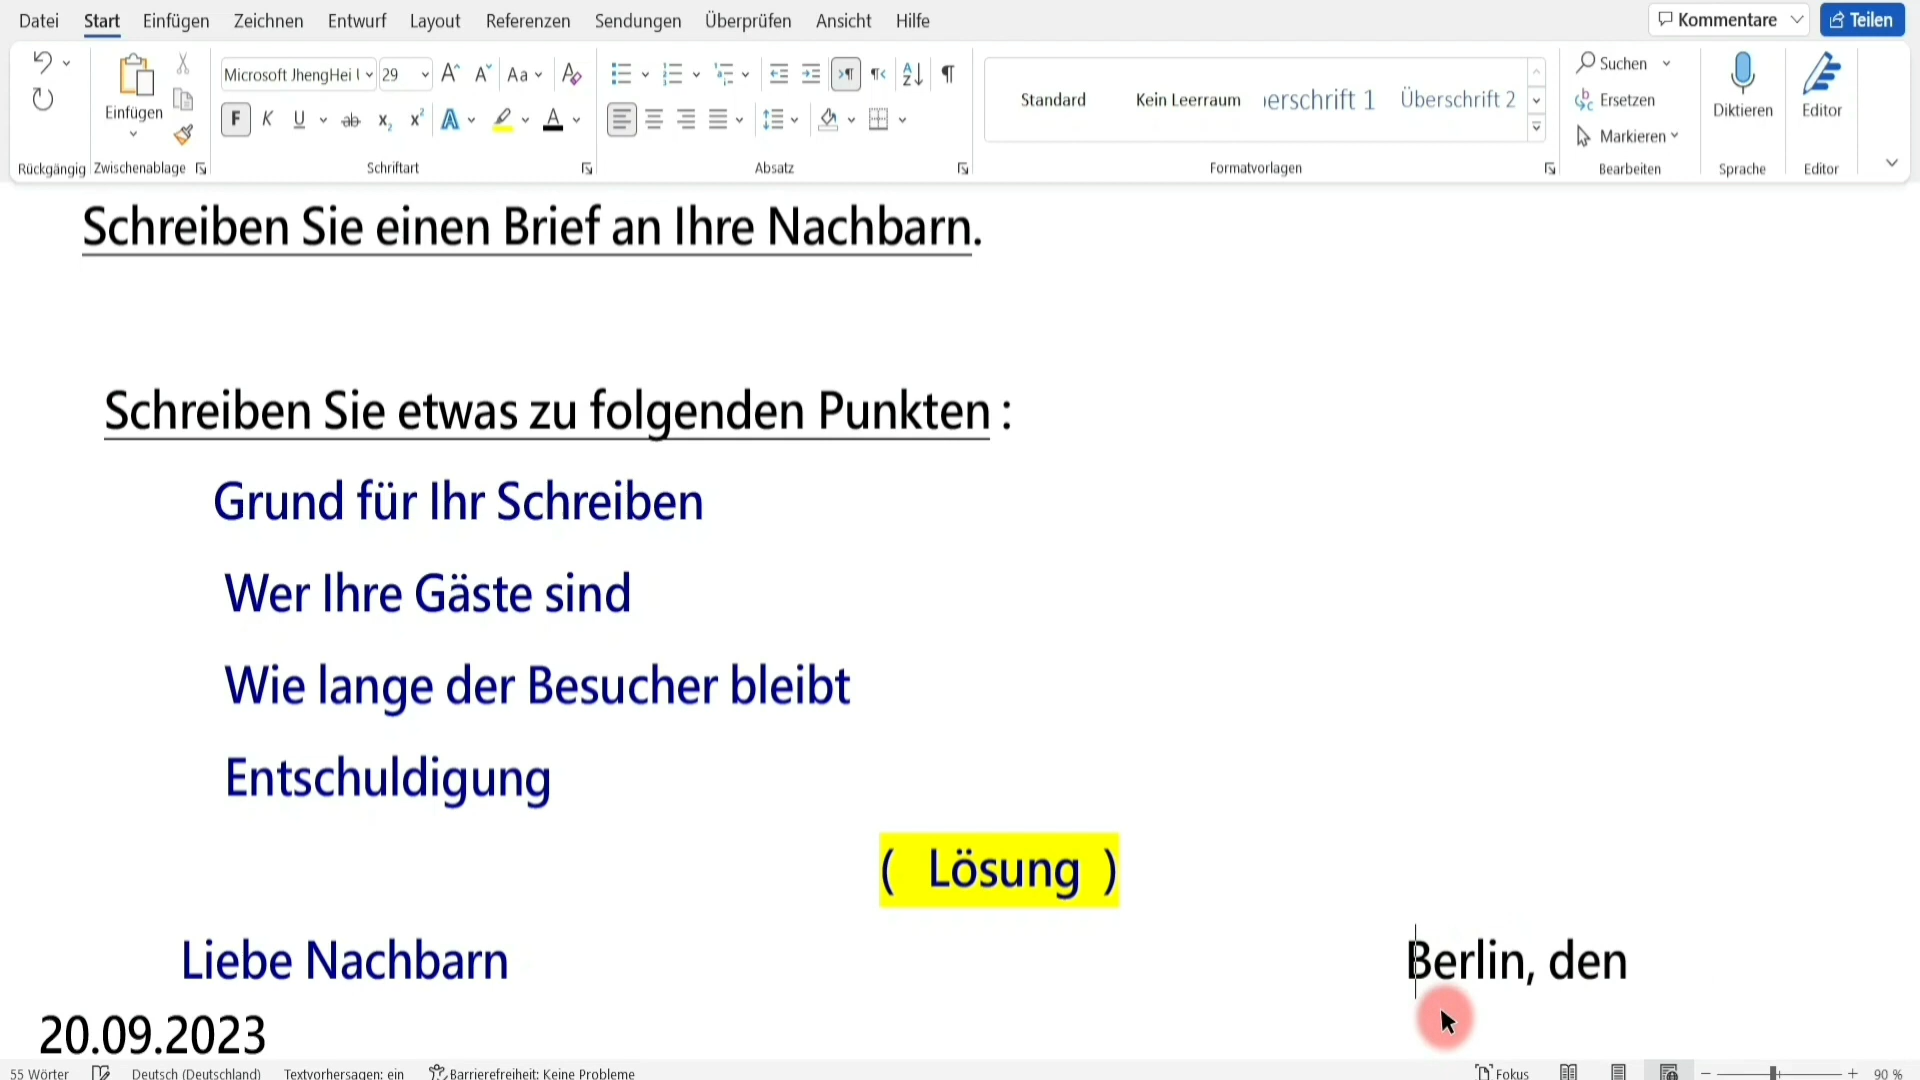 Datei Start Einfügen Zeichnen Entwurf Layout Referenzen Sendungen Überprüfen Ansicht Hilfe Kommentare Teilen
Microsoft JhengHei 29 Aa Suchen
Einfügen Standard Kein Leerraum erschrift 1 Überschrift 2 Ersetzen Diktieren Editor
F K U ab Markieren
Rückgängig Zwischenablage Schriftart Absatz Formatvorlagen Bearbeiten Sprache Editor
Schreiben Sie einen Brief an Ihre Nachbarn.
Schreiben Sie etwas zu folgenden Punkten :
Grund für Ihr Schreiben
Wer Ihre Gäste sind
Wie lange der Besucher bleibt
Entschuldigung
( Lösung )
Liebe Nachbarn Berlin, den
20.09.2023
55 Wörter Deutsch (Deutschland) Textvorhersagen: ein Barrierefreiheit: Keine Probleme Fokus 90 %